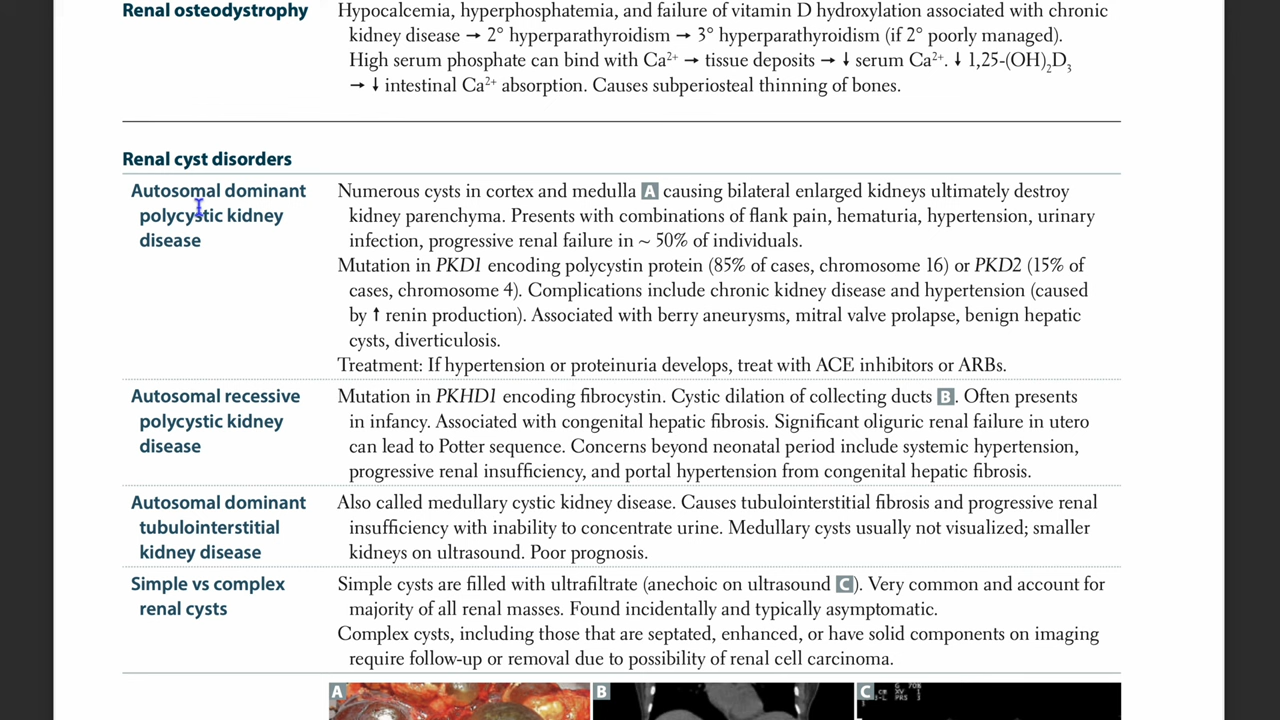 Renal osteodystrophy Hypocalcemia, hyperphosphatemia, and failure of vitamin D hydroxylation associated with chronic
kidney disease → 2° hyperparathyroidism → 3° hyperparathyroidism (if 2° poorly managed).
High serum phosphate can bind with Ca²⁺ → tissue deposits → ↓ serum Ca²⁺. ↓ 1,25-(OH)₂D₃
→ ↓ intestinal Ca²⁺ absorption. Causes subperiosteal thinning of bones.
Renal cyst disorders
Autosomal dominant
polycystic kidney
disease
Numerous cysts in cortex and medulla A causing bilateral enlarged kidneys ultimately destroy
kidney parenchyma. Presents with combinations of flank pain, hematuria, hypertension, urinary
infection, progressive renal failure in ~ 50% of individuals.
Mutation in PKD1 encoding polycystin protein (85% of cases, chromosome 16) or PKD2 (15% of
cases, chromosome 4). Complications include chronic kidney disease and hypertension (caused
by ↑ renin production). Associated with berry aneurysms, mitral valve prolapse, benign hepatic
cysts, diverticulosis.
Treatment: If hypertension or proteinuria develops, treat with ACE inhibitors or ARBs.
Autosomal recessive
polycystic kidney
disease
Mutation in PKHD1 encoding fibrocystin. Cystic dilation of collecting ducts B. Often presents
in infancy. Associated with congenital hepatic fibrosis. Significant oliguric renal failure in utero
can lead to Potter sequence. Concerns beyond neonatal period include systemic hypertension,
progressive renal insufficiency, and portal hypertension from congenital hepatic fibrosis.
Autosomal dominant
tubulointerstitial
kidney disease
Also called medullary cystic kidney disease. Causes tubulointerstitial fibrosis and progressive renal
insufficiency with inability to concentrate urine. Medullary cysts usually not visualized; smaller
kidneys on ultrasound. Poor prognosis.
Simple vs complex
renal cysts
Simple cysts are filled with ultrafiltrate (anechoic on ultrasound C). Very common and account for
majority of all renal masses. Found incidentally and typically asymptomatic.
Complex cysts, including those that are septated, enhanced, or have solid components on imaging
require follow-up or removal due to possibility of renal cell carcinoma.
A
B
C